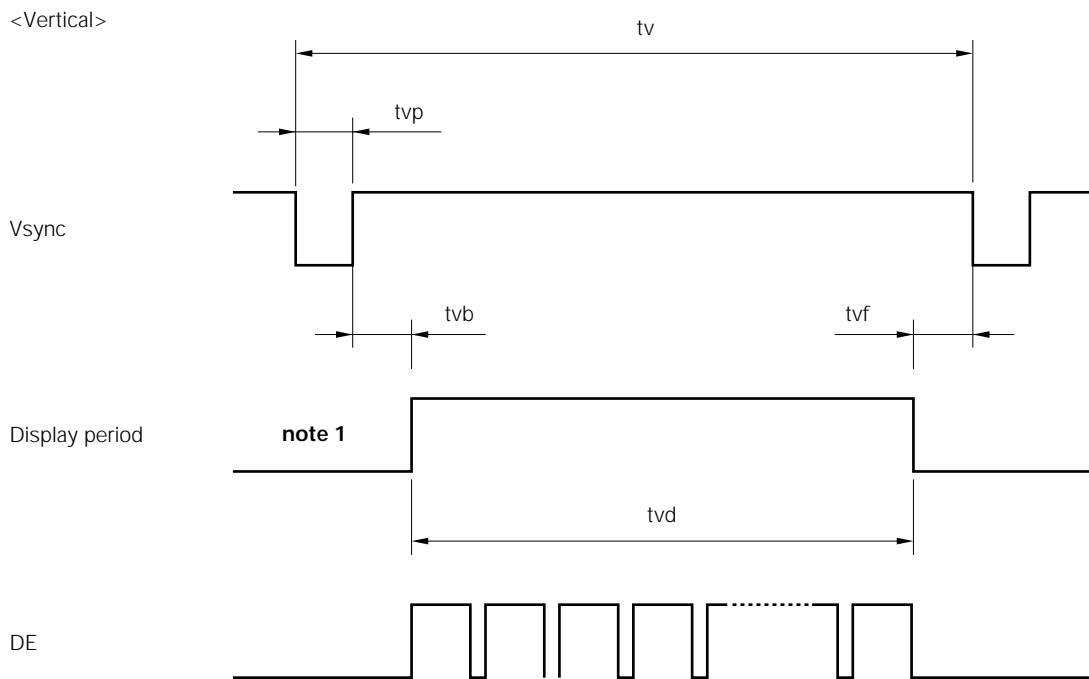 <Vertical>
tv
tvp
Vsync
tvb
tvf
Display period
note 1
tvd
DE